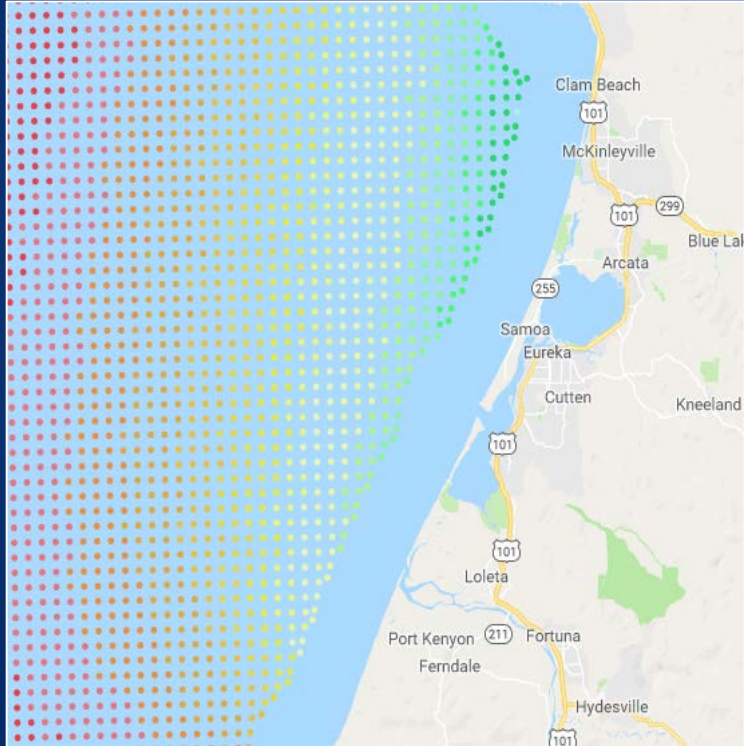 Clam Beach
101
McKinleyville
299
101
Blue Lak
Arcata
255
Samoa
Eureka
Cutten
Kneeland
101
101
Loleta
Port Kenyon
211
Fortuna
Ferndale
Hydesville
101